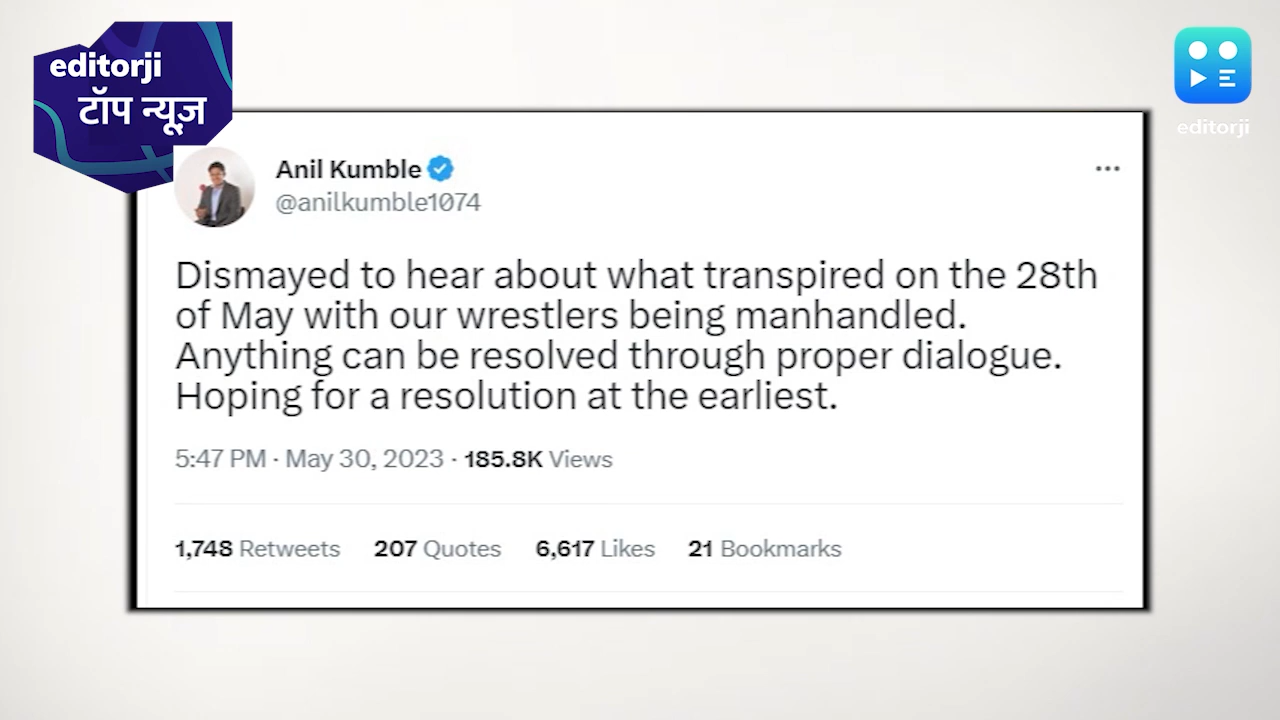 editorji
टॉप न्यूज़
editorji
Anil Kumble
@anilkumble1074
Dismayed to hear about what transpired on the 28th
of May with our wrestlers being manhandled.
Anything can be resolved through proper dialogue.
Hoping for a resolution at the earliest.
5:47 PM · May 30, 2023 · 185.8K Views
1,748 Retweets 207 Quotes 6,617 Likes 21 Bookmarks